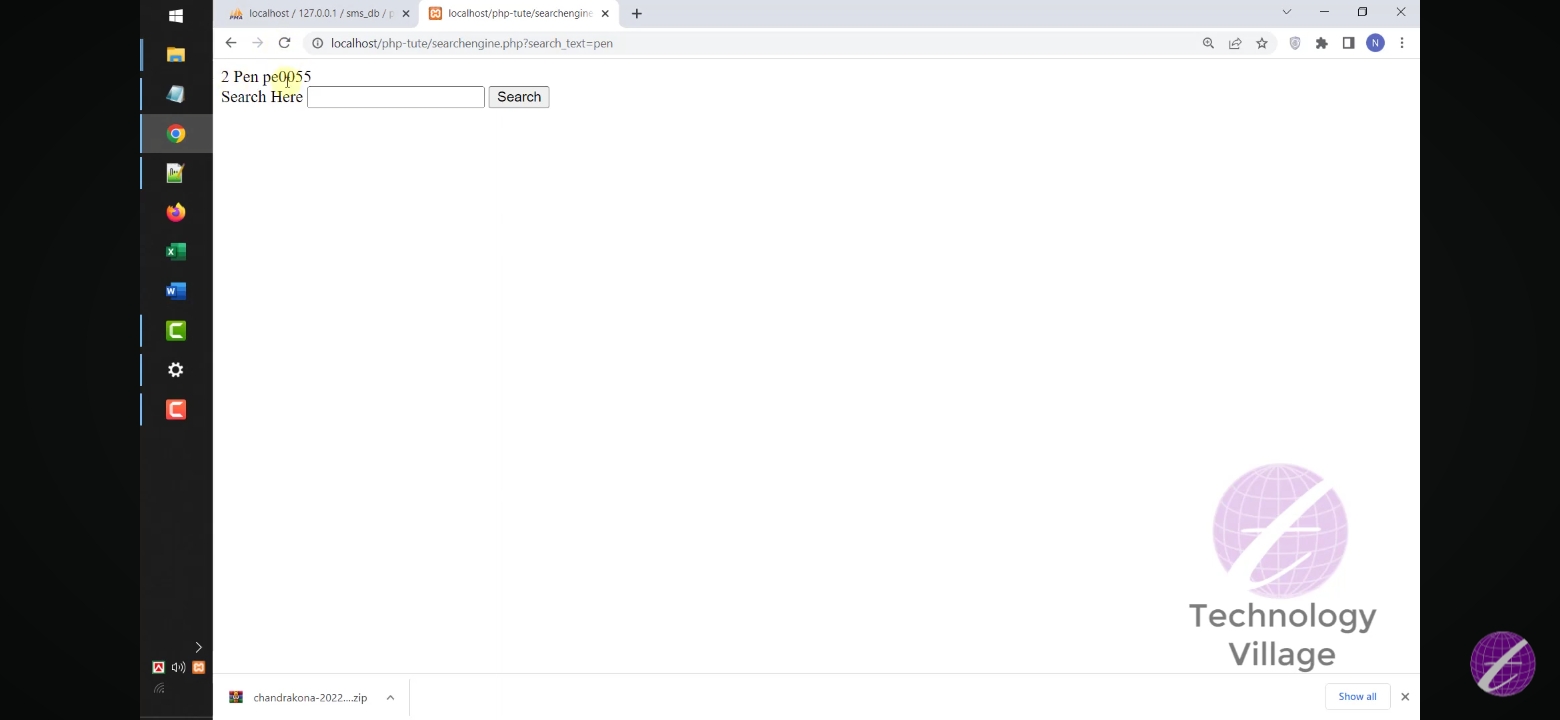 localhost / 127.0.0.1 / sms_db / p
localhost/php-tute/searchengine
localhost/php-tute/searchengine.php?search_text=pen
N
2 Pen pe0055
Search Here
Search
Technology
Village
chandrakona-2022....zip
Show all